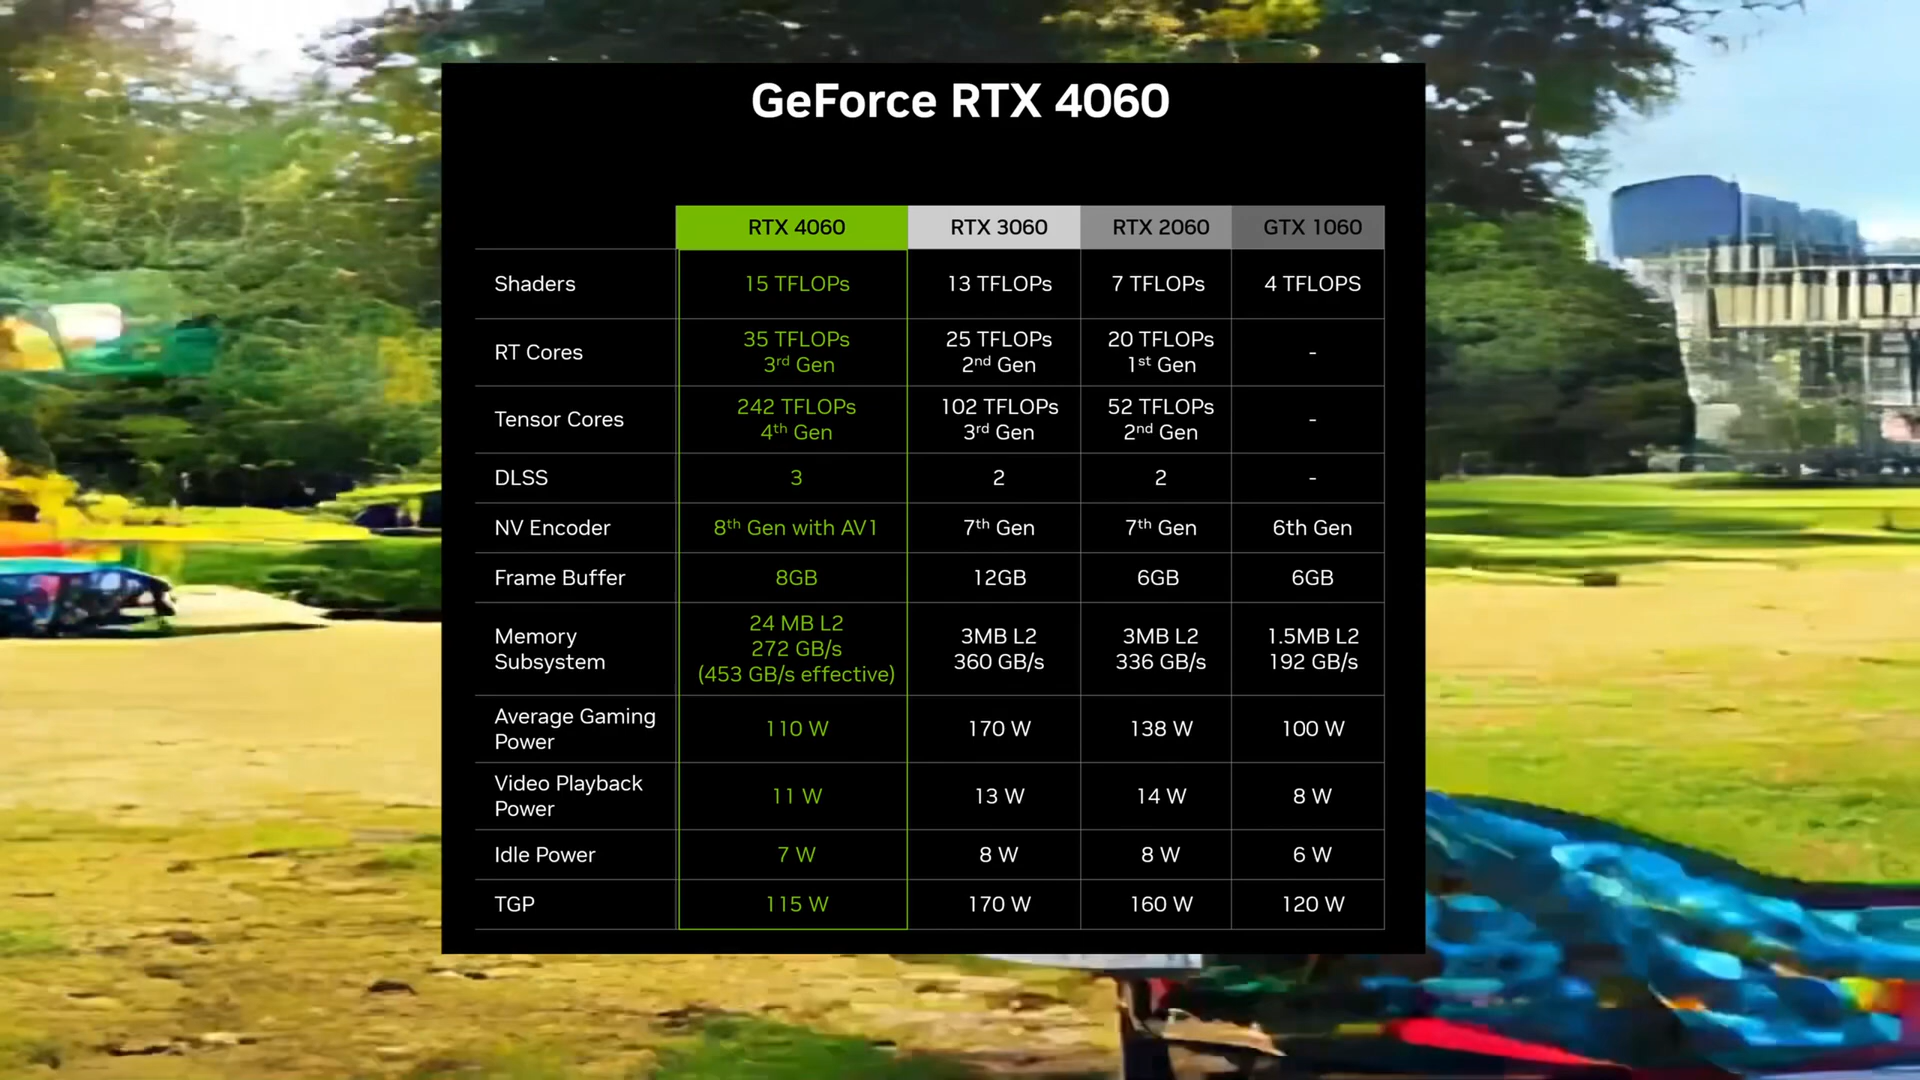 GeForce RTX 4060
RTX 4060 RTX 3060 RTX 2060 GTX 1060
Shaders 15 TFLOPs 13 TFLOPs 7 TFLOPs 4 TFLOPS
RT Cores 35 TFLOPs 3rd Gen 25 TFLOPs 2nd Gen 20 TFLOPs 1st Gen -
Tensor Cores 242 TFLOPs 4th Gen 102 TFLOPs 3rd Gen 52 TFLOPs 2nd Gen -
DLSS 3 2 2 -
NV Encoder 8th Gen with AV1 7th Gen 7th Gen 6th Gen
Frame Buffer 8GB 12GB 6GB 6GB
Memory Subsystem 24 MB L2 272 GB/s (453 GB/s effective) 3MB L2 360 GB/s 3MB L2 336 GB/s 1.5MB L2 192 GB/s
Average Gaming Power 110 W 170 W 138 W 100 W
Video Playback Power 11 W 13 W 14 W 8 W
Idle Power 7 W 8 W 8 W 6 W
TGP 115 W 170 W 160 W 120 W